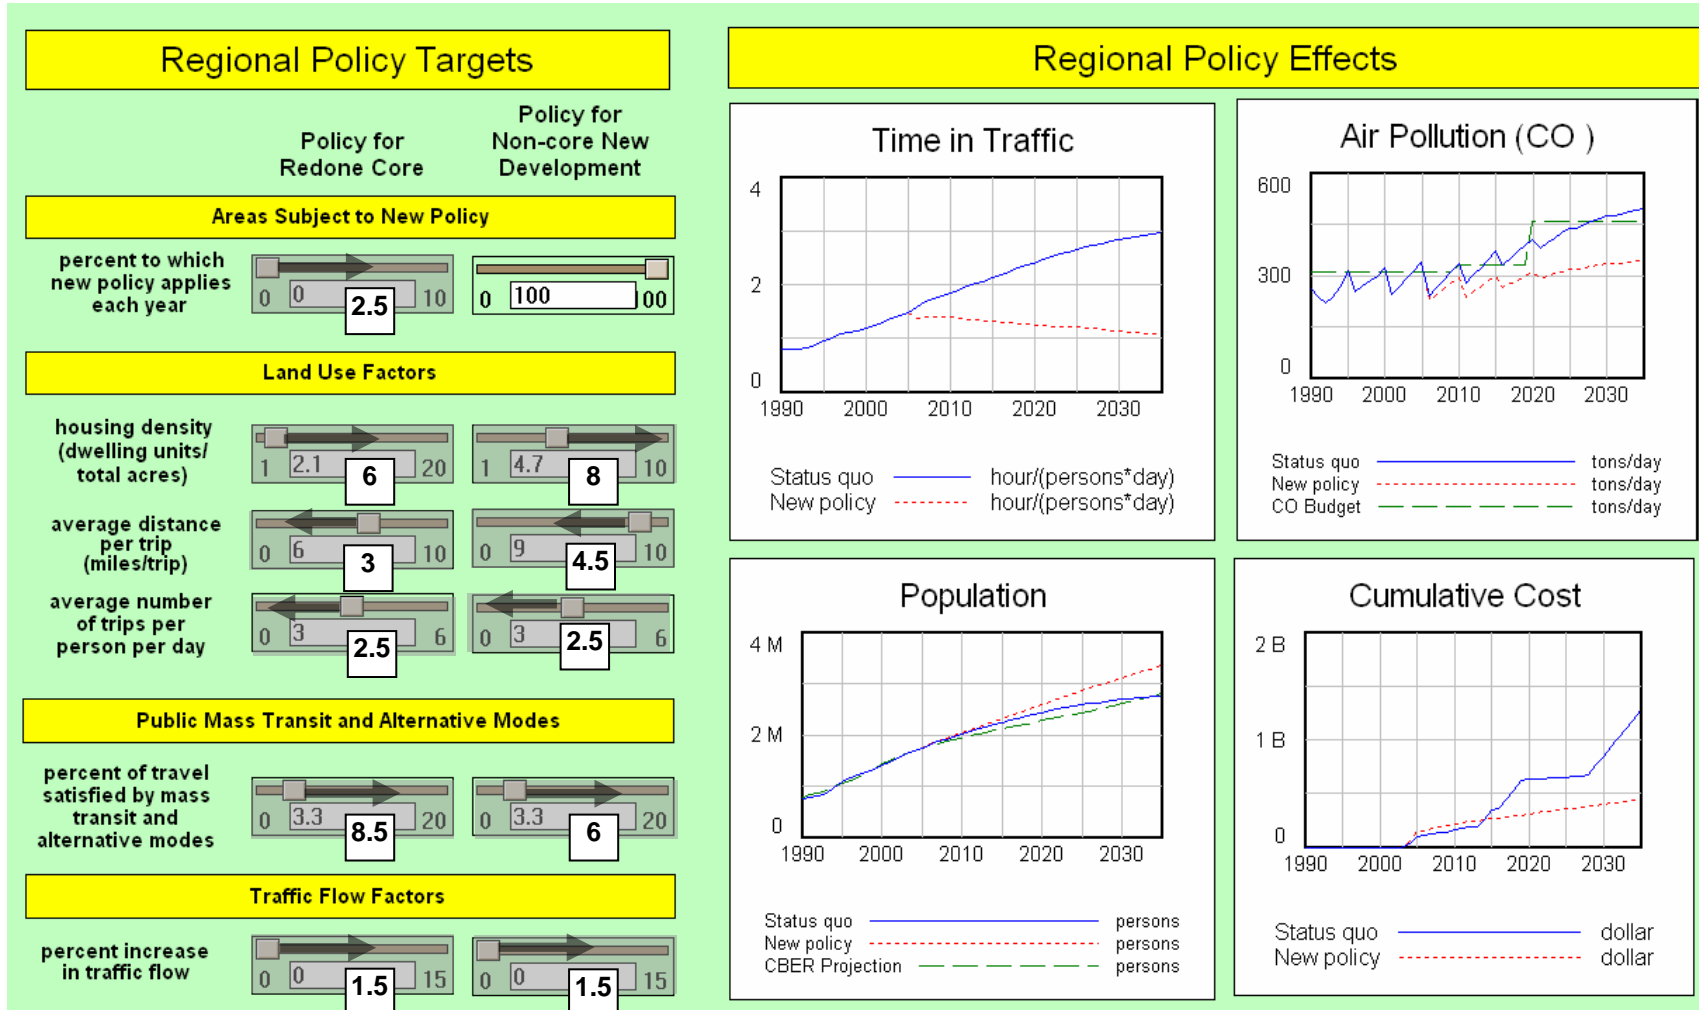 Regional Policy Targets
Policy for
Redone Core
Policy for
Non-core New
Development
Areas Subject to New Policy
percent to which
new policy applies
each year
0 0 2.5 10
0 100 100
Land Use Factors
housing density
(dwelling units/
total acres)
1 2.1 6 20
1 4.7 8 10
average distance
per trip
(miles/trip)
0 6 3 10
0 9 4.5 10
average number
of trips per
person per day
0 3 2.5 6
0 3 2.5 6
Public Mass Transit and Alternative Modes
percent of travel
satisfied by mass
transit and
alternative modes
0 3.3 8.5 20
0 3.3 6 20
Traffic Flow Factors
percent increase
in traffic flow
0 0 1.5 15
0 0 1.5 15
Regional Policy Effects
Time in Traffic
4
2
0
1990 2000 2010 2020 2030
Status quo hour/(persons*day)
New policy hour/(persons*day)
Air Pollution (CO )
600
300
0
1990 2000 2010 2020 2030
Status quo tons/day
New policy tons/day
CO Budget tons/day
Population
4 M
2 M
0
1990 2000 2010 2020 2030
Status quo persons
New policy persons
CBER Projection persons
Cumulative Cost
2 B
1 B
0
1990 2000 2010 2020 2030
Status quo dollar
New policy dollar